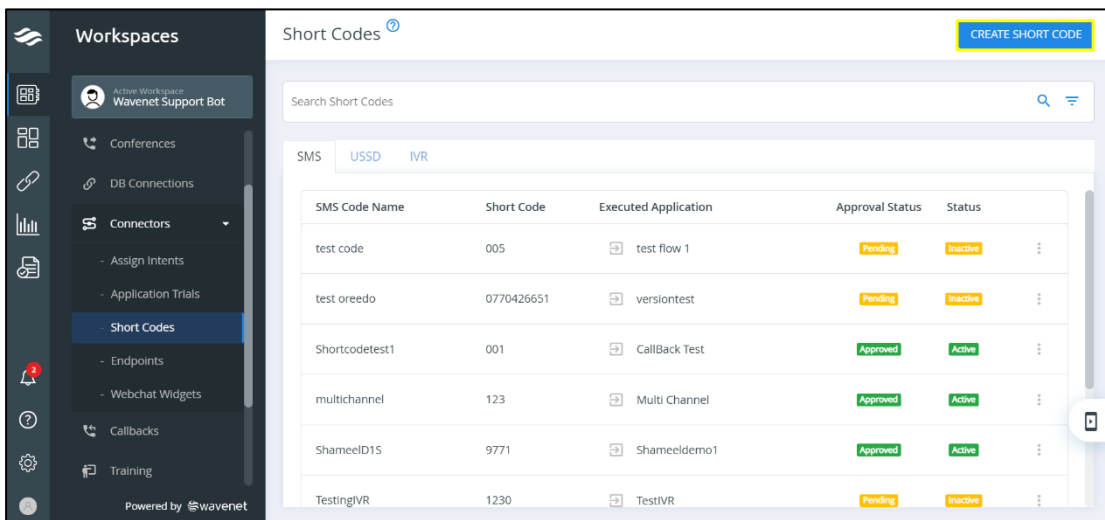 Workspaces
Active Workspace
Wavenet Support Bot
Conferences
DB Connections
Connectors
- Assign Intents
- Application Trials
- Short Codes
- Endpoints
- Webchat Widgets
Callbacks
Training
Powered by wavenet
2
Short Codes ?
CREATE SHORT CODE
Search Short Codes
SMS USSD IVR
SMS Code Name Short Code Executed Application Approval Status Status
test code 005 test flow 1 Pending Inactive
test oreedo 0770426651 versiontest Pending Inactive
Shortcodetest1 001 CallBack Test Approved Active
multichannel 123 Multi Channel Approved Active
ShameelD1S 9771 Shameeldemo1 Approved Active
TestingIVR 1230 TestIVR Pending Inactive